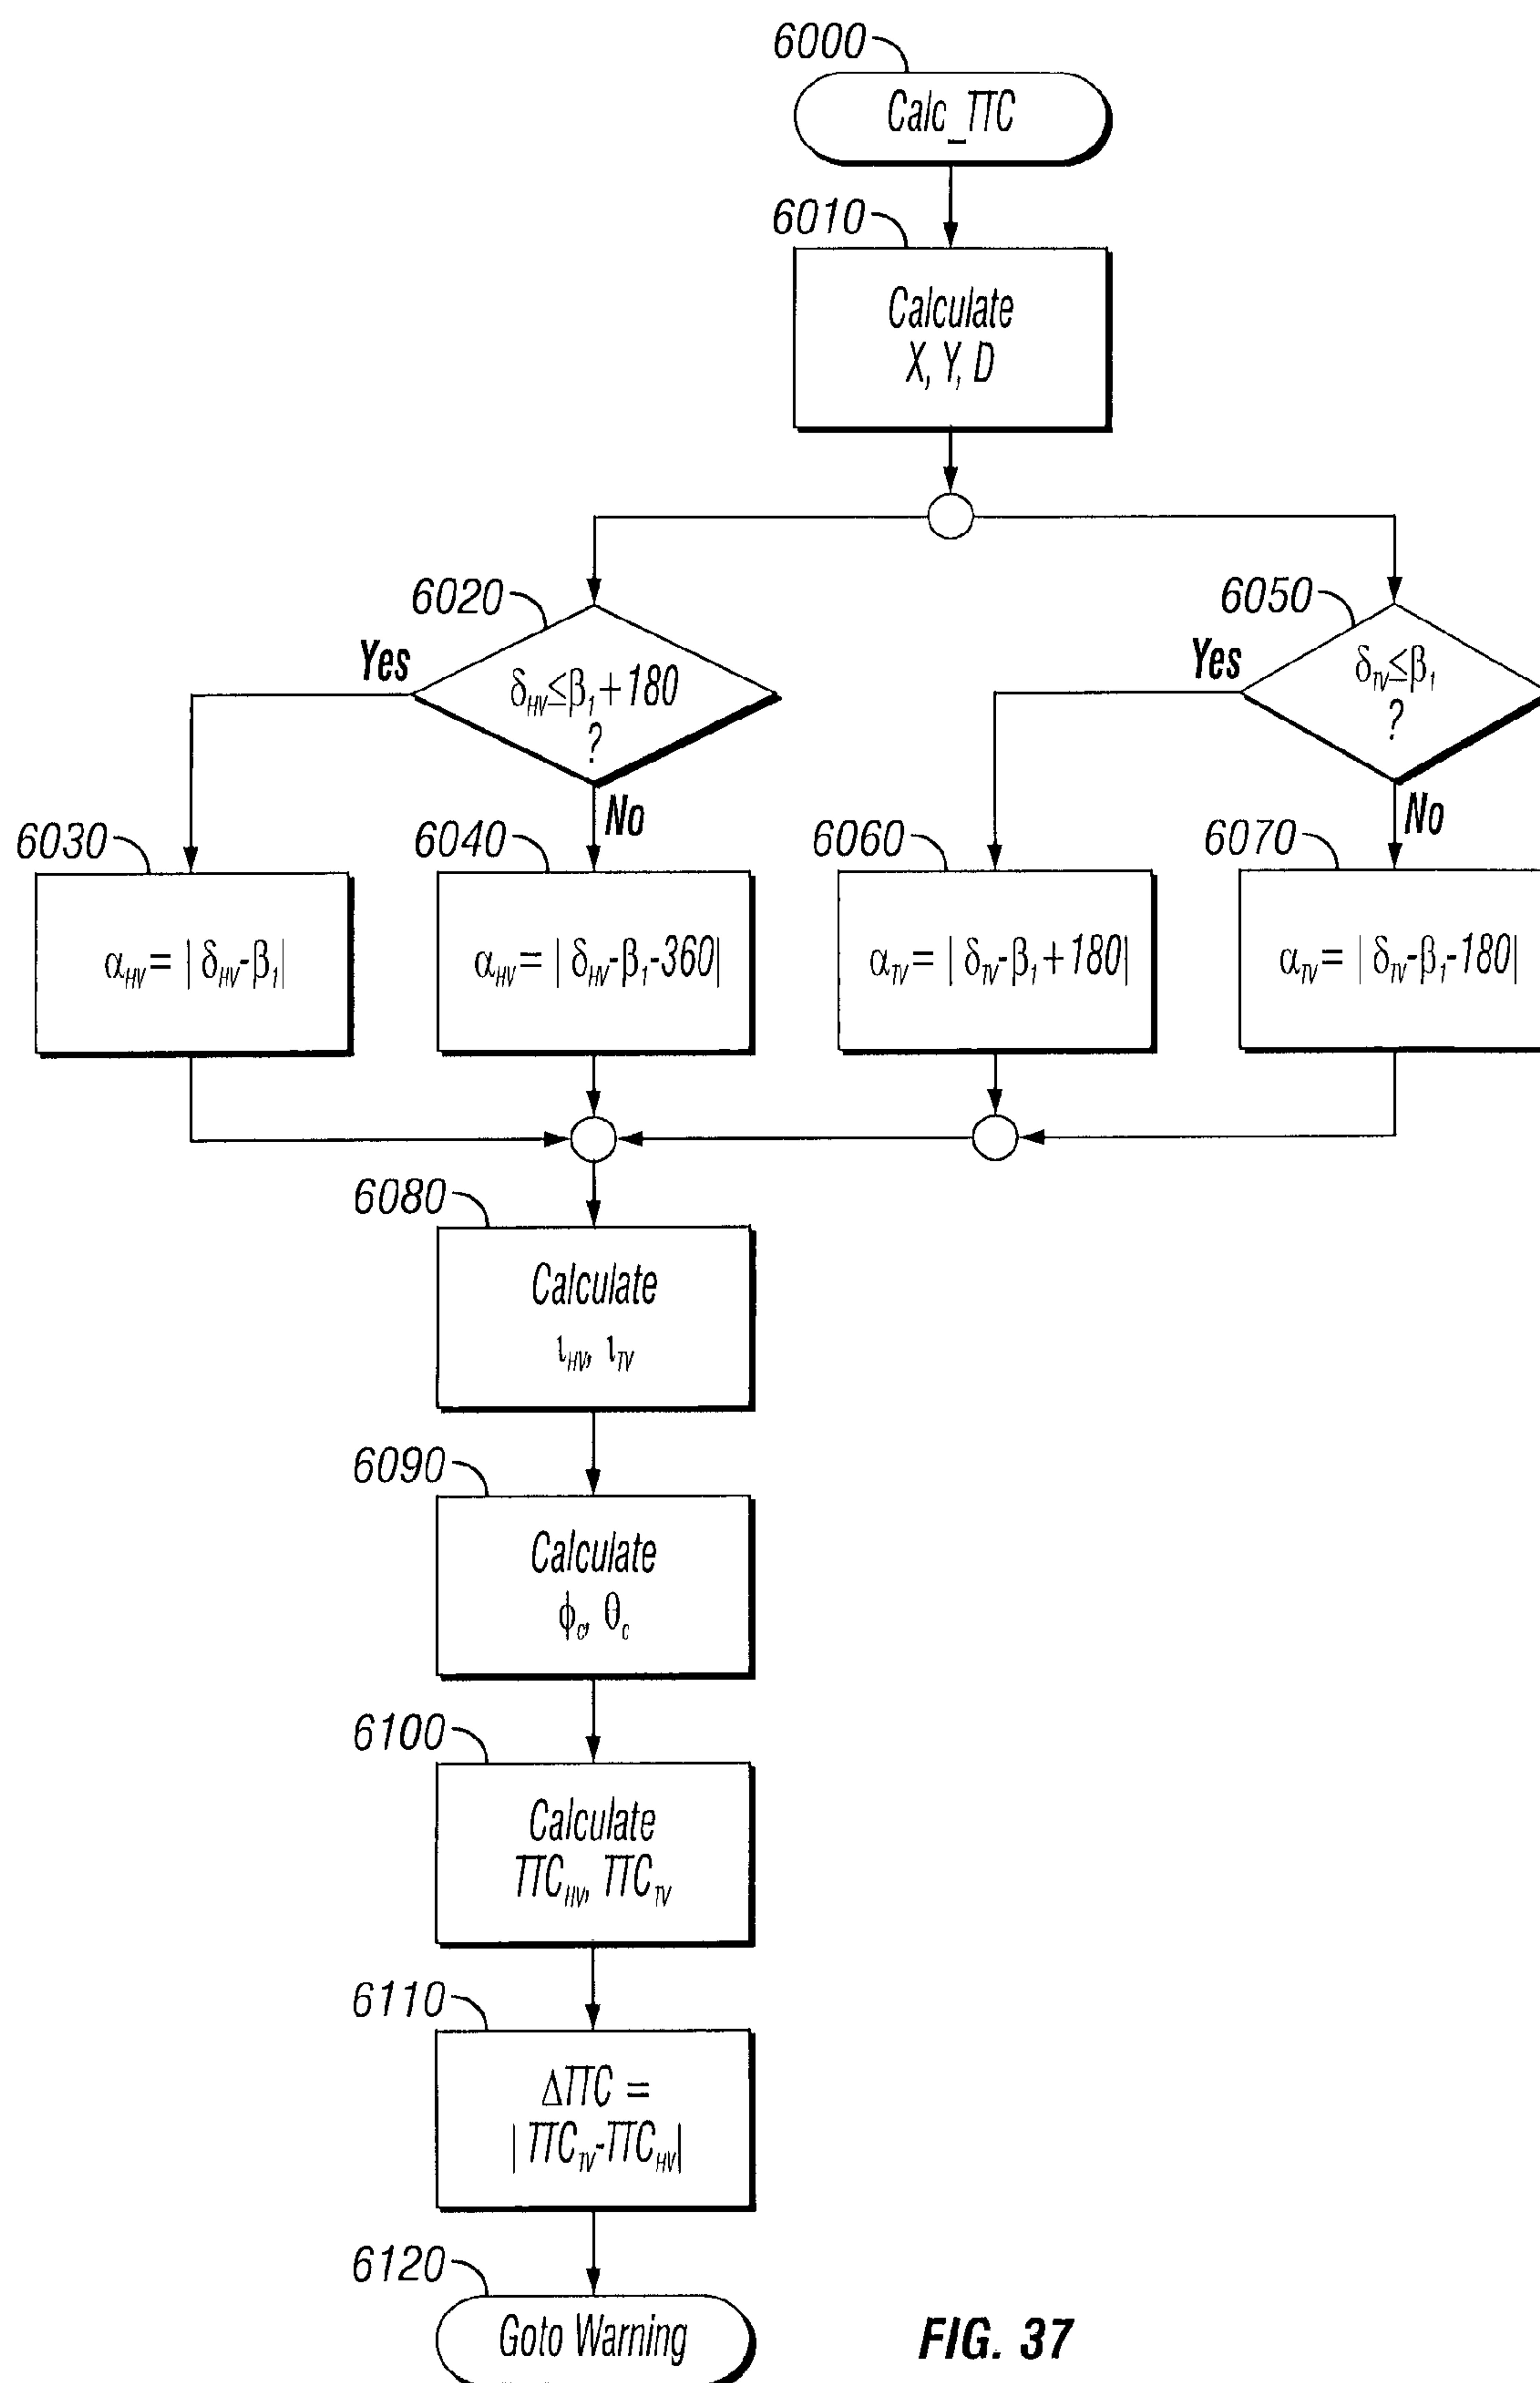 6000
Calc_TTC
6010
Calculate
X, Y, D
6020
Yes
δHV≤β1+180
?
No
6050
Yes
δTV≤β1
?
No
6030
αHV= | δHV-β1|
6040
αHV= | δHV-β1-360|
6060
αTV= | δTV-β1+180|
6070
αTV= | δTV-β1-180|
6080
Calculate
ιHV, ιTV
6090
Calculate
ϕc, θc
6100
Calculate
TTCHV, TTCTV
6110
ΔTTC =
| TTCTV-TTCHV|
6120
Goto Warning
FIG. 37